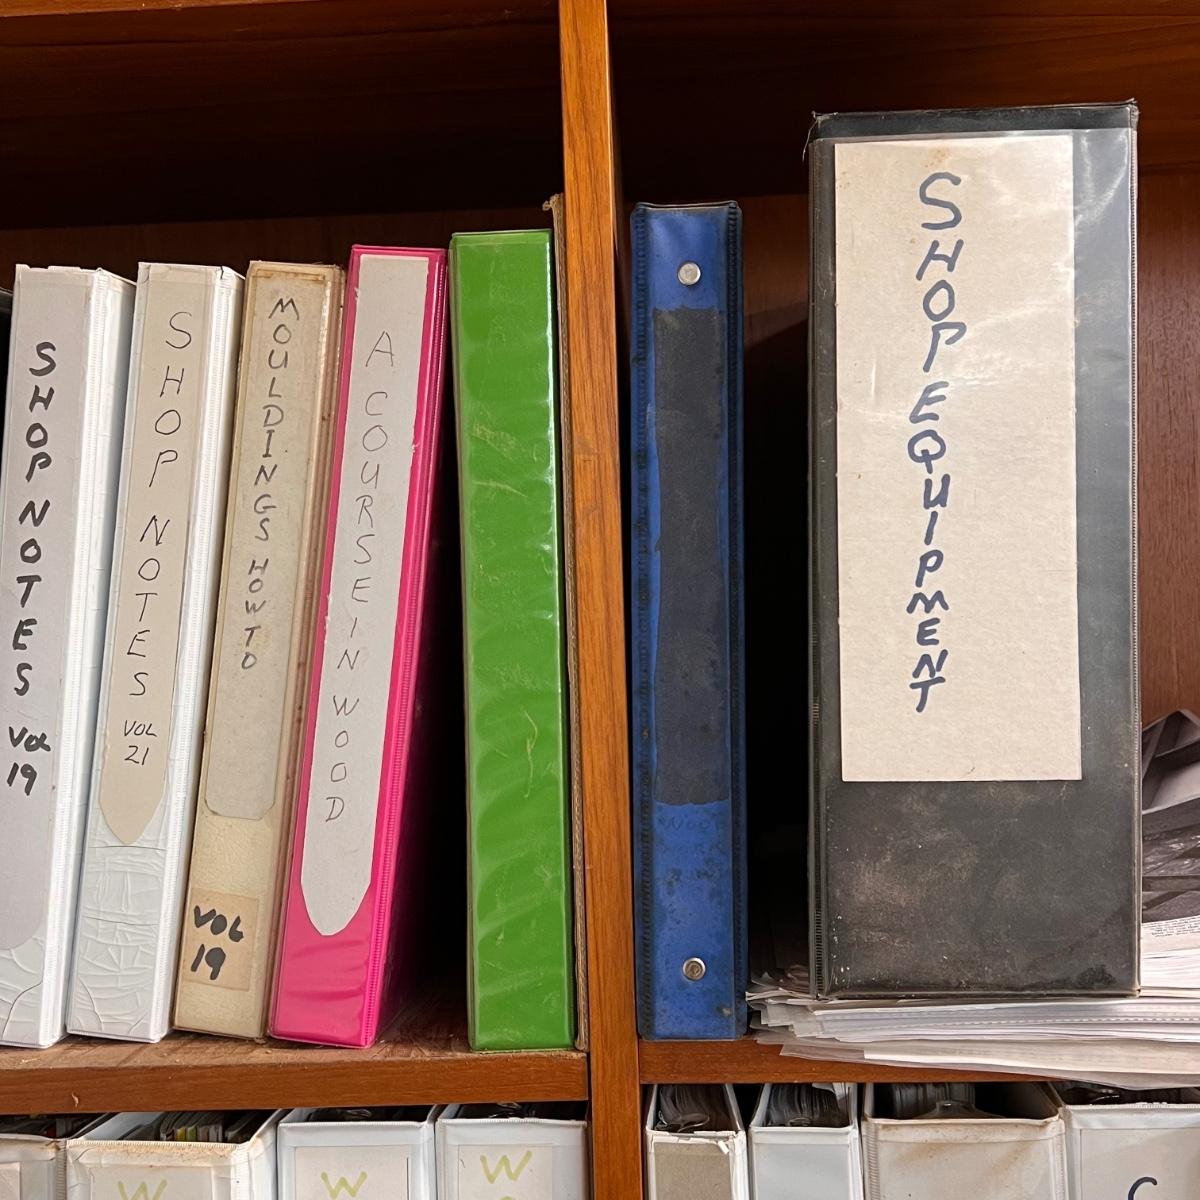 SHOP NOTES VOL 19
SHOP NOTES
VOL
21
MOULDINGS HOW TO
VOL
19
A COURSE IN WOOD
SHOP EQUIPMENT
W
W
W
C